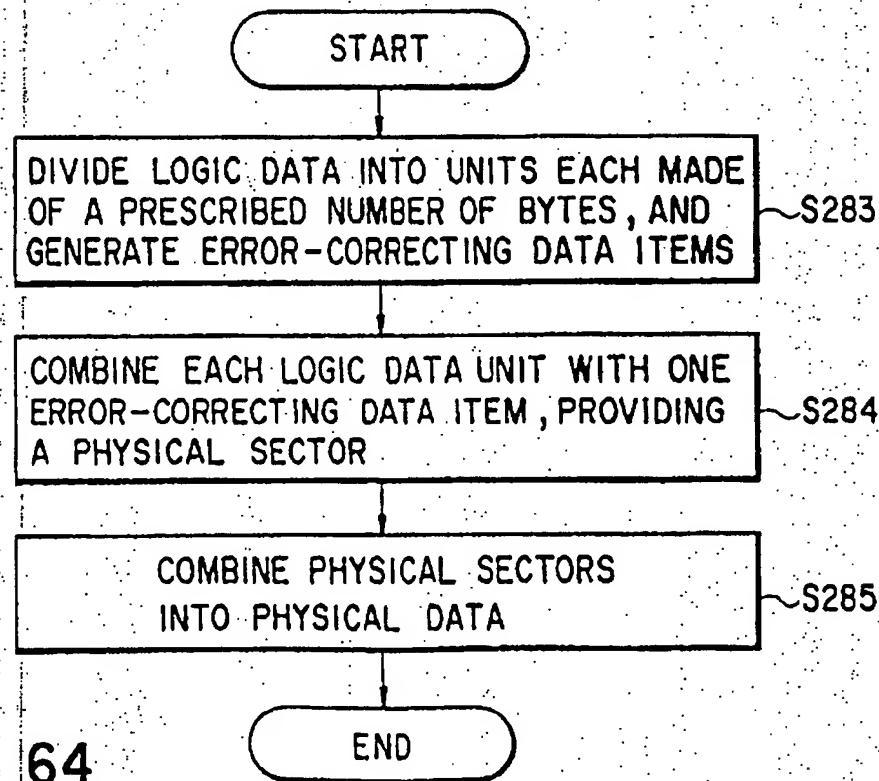 START
DIVIDE LOGIC DATA INTO UNITS EACH MADE
OF A PRESCRIBED NUMBER OF BYTES, AND
GENERATE ERROR-CORRECTING DATA ITEMS
S283
COMBINE EACH LOGIC DATA UNIT WITH ONE
ERROR-CORRECTING DATA ITEM, PROVIDING
A PHYSICAL SECTOR
S284
COMBINE PHYSICAL SECTORS
INTO PHYSICAL DATA
S285
END
64